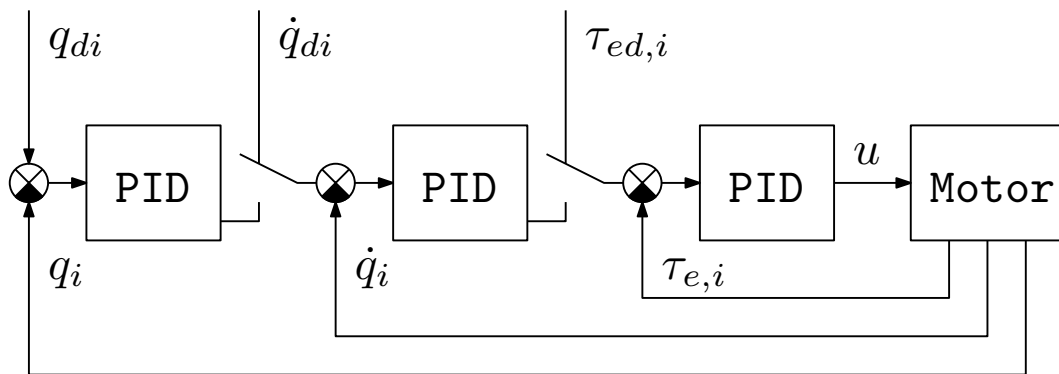 q_{di} \dot{q}_{di} τ_{ed,i}
PID PID PID u Motor
q_i \dot{q}_i τ_{e,i}